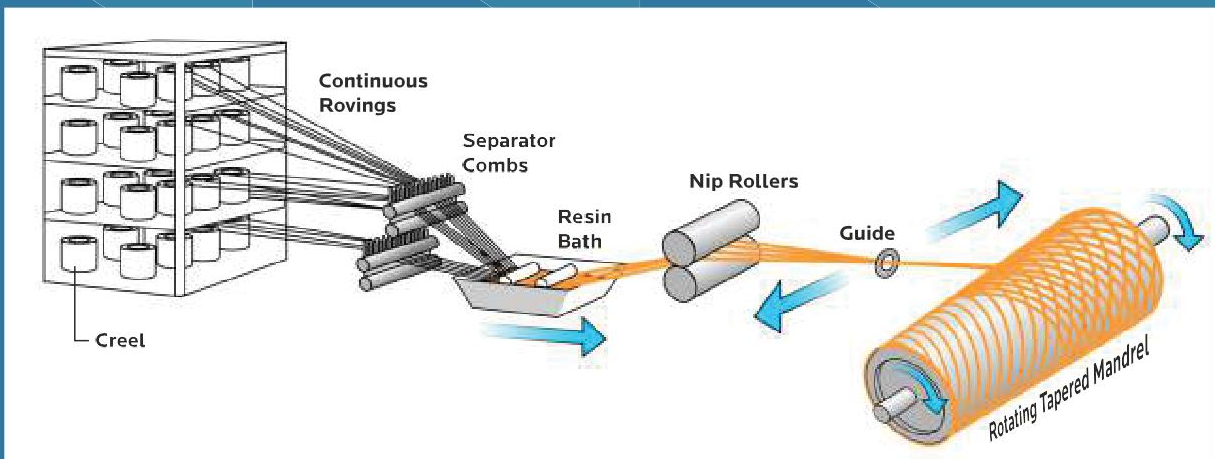 Continuous
Rovings
Separator
Combs
Resin
Bath
Nip Rollers
Guide
Creel
Rotating Tapered Mandrel